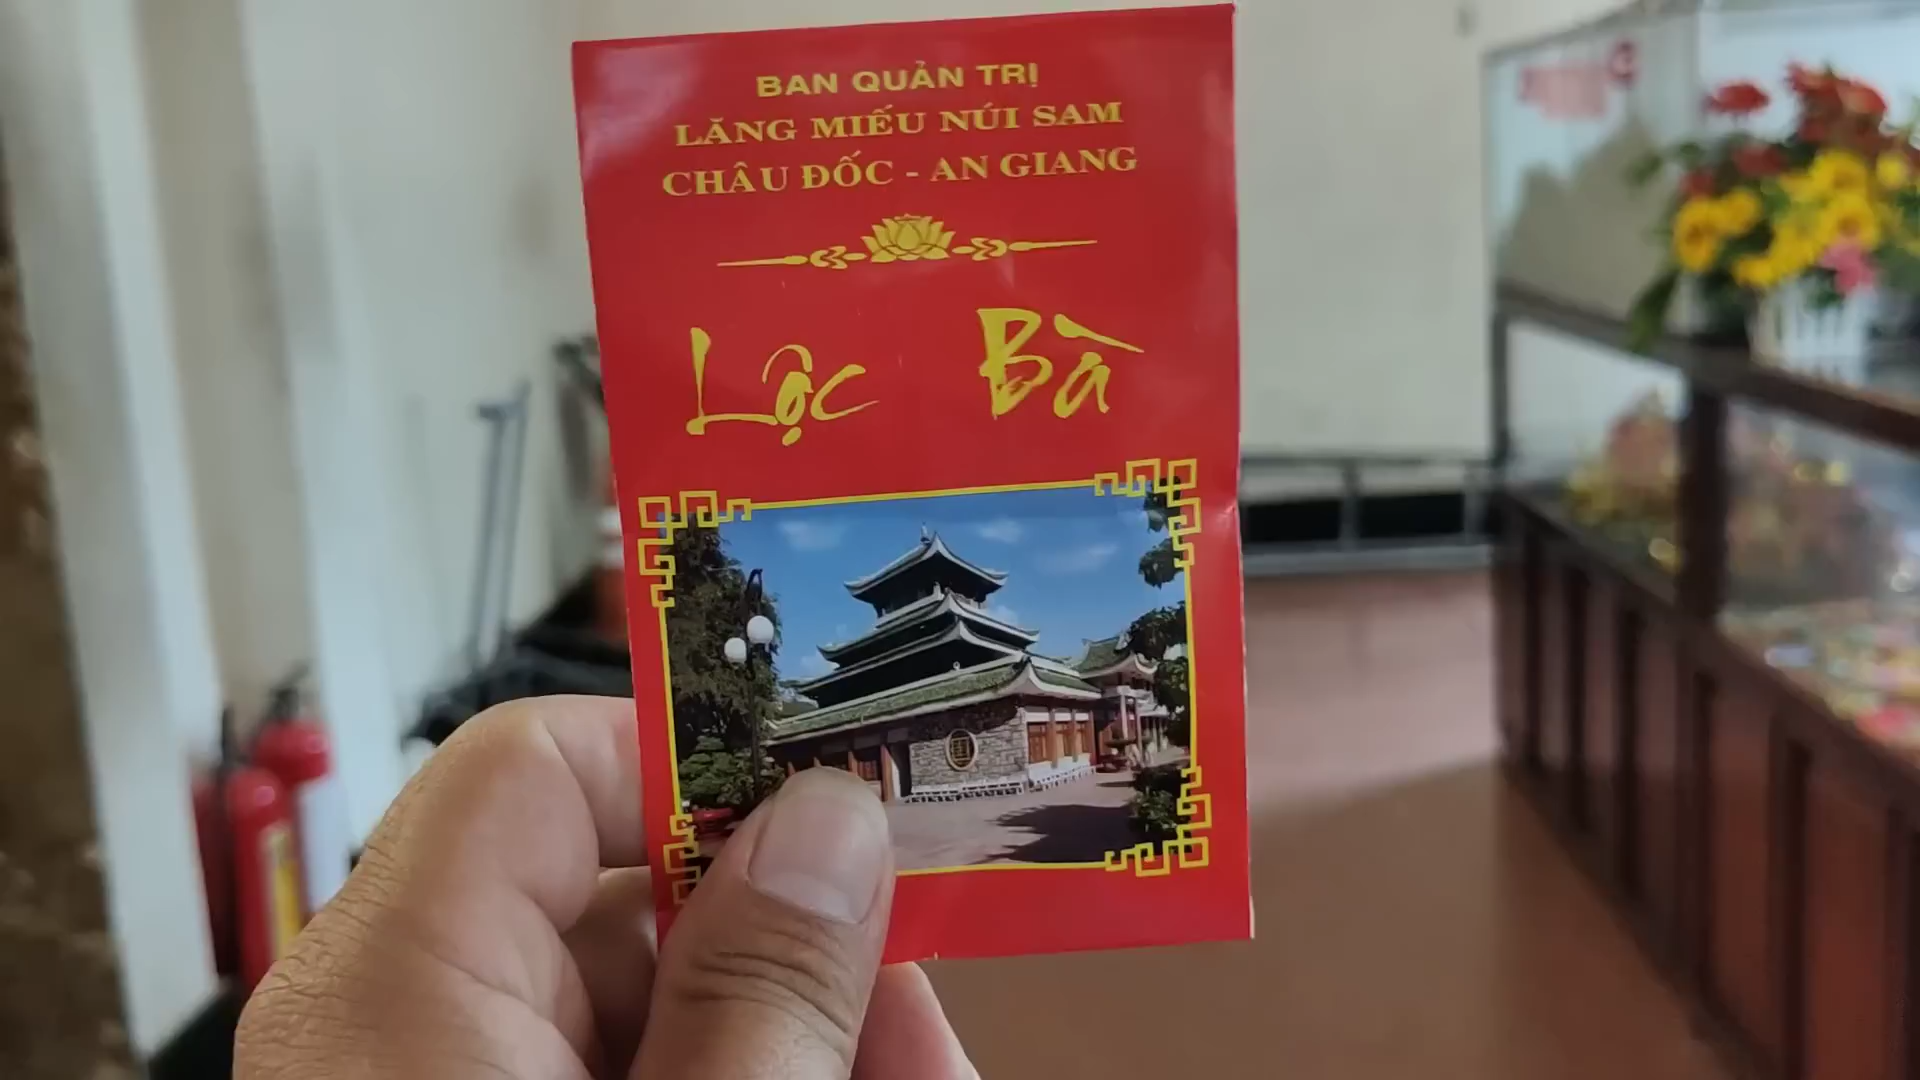 BAN QUẢN TRỊ
LĂNG MIẾU NÚI SAM
CHÂU ĐỐC - AN GIANG
Lộc Bà